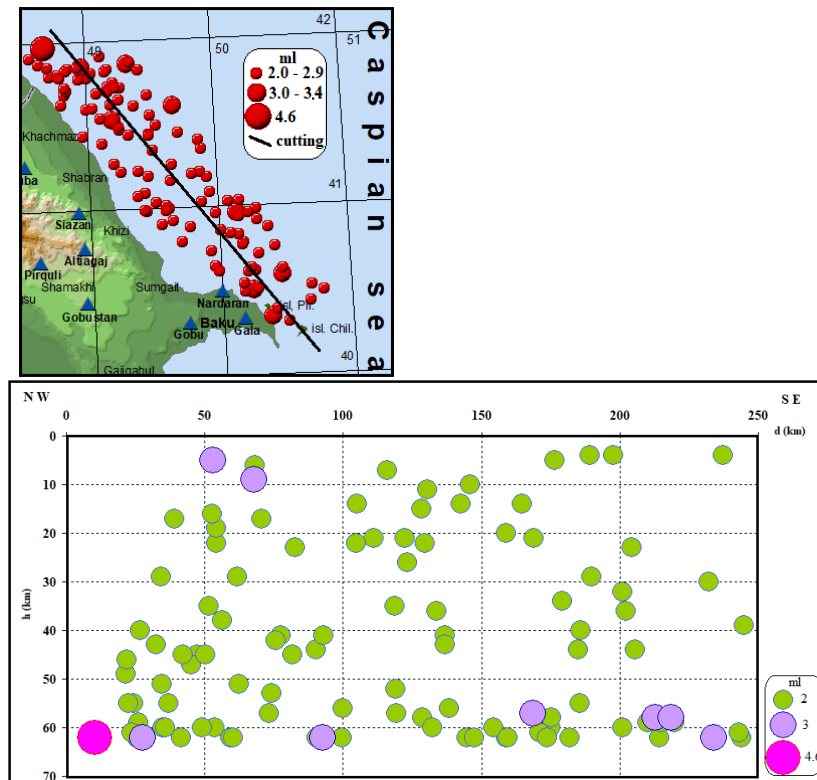 42
51
49
50
ml
2.0 - 2.9
3.0 - 3,4
4.6
cutting
Caspian sea
Khachmaz
ba
Shabran
41
Siazan
Khizi
Altiagaj
Pirquli
Shamakhi
Sumgait
isl. Pir.
Nardaran
Gobustan
Baku
Gobu
Gala
isl. Chil.
40
Gajigabul
N W
S E
0 50 100 150 200 250
d (km)
0
10
20
30
40
50
60
70
h (km)
ml
2
3
4.6